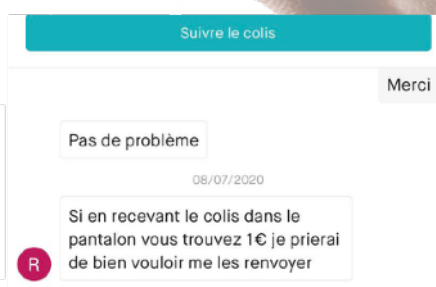 Suivre le colis
Merci
Pas de problème
08/07/2020
Si en recevant le colis dans le
pantalon vous trouvez 1€ je prierai
de bien vouloir me les renvoyer
R